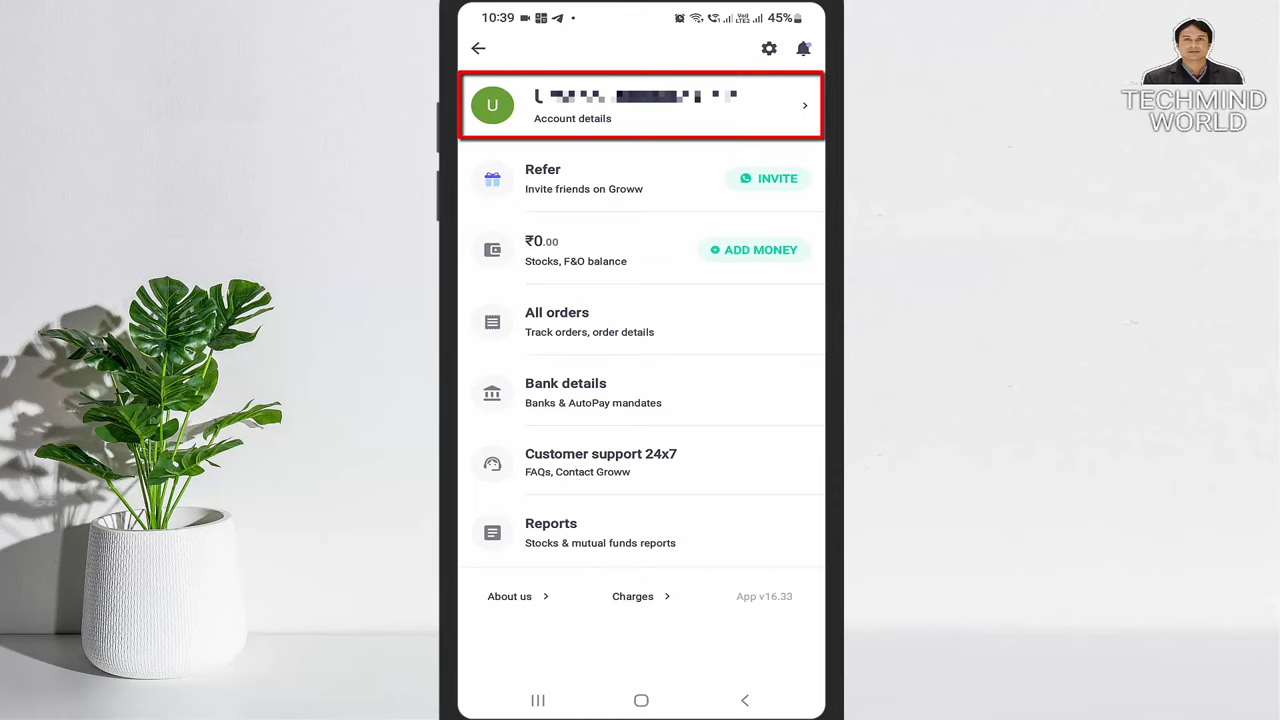 10:39
45%
U
Account details
Refer
Invite friends on Groww
INVITE
₹0.00
Stocks, F&O balance
ADD MONEY
All orders
Track orders, order details
Bank details
Banks & AutoPay mandates
Customer support 24x7
FAQs, Contact Groww
Reports
Stocks & mutual funds reports
About us
Charges
App v16.33
TECHMIND
WORLD